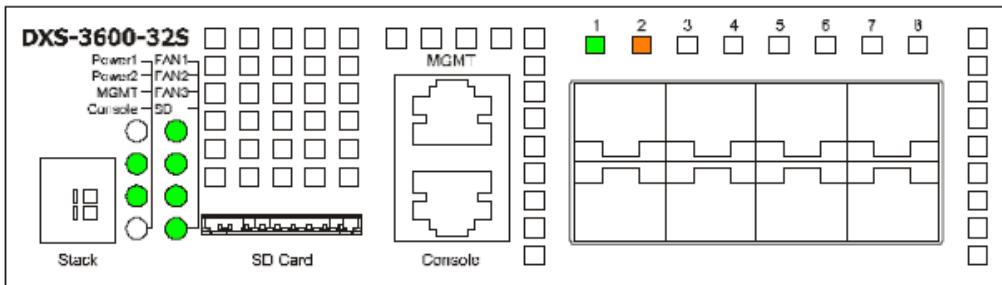 DXS-3600-32S
Power1 FAN1
Power2 FAN2
MGMT FAN3
Console SD
MGMT
1 2 3 4 5 6 7 8
Stack
SD Card
Console